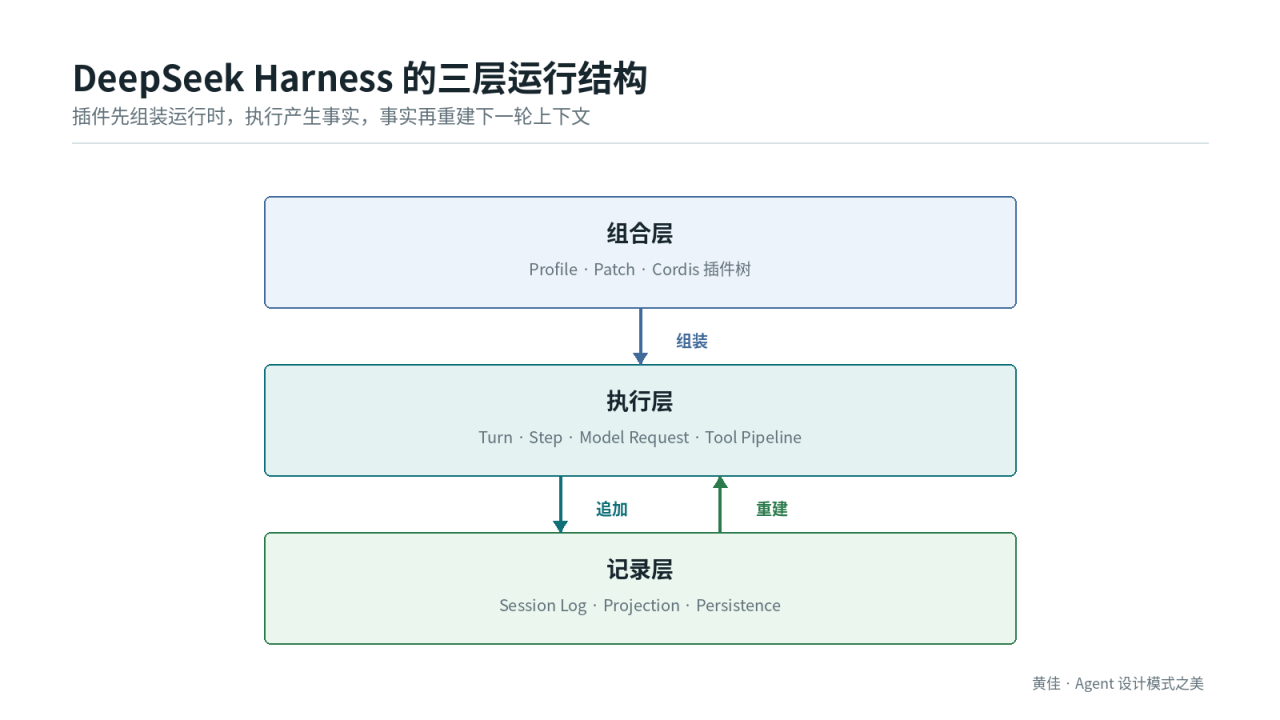 DeepSeek Harness 的三层运行结构
插件先组装运行时，执行产生事实，事实再重建下一轮上下文
组合层
Profile · Patch · Cordis 插件树
组装
执行层
Turn · Step · Model Request · Tool Pipeline
追加
重建
记录层
Session Log · Projection · Persistence
黄佳 · Agent 设计模式之美